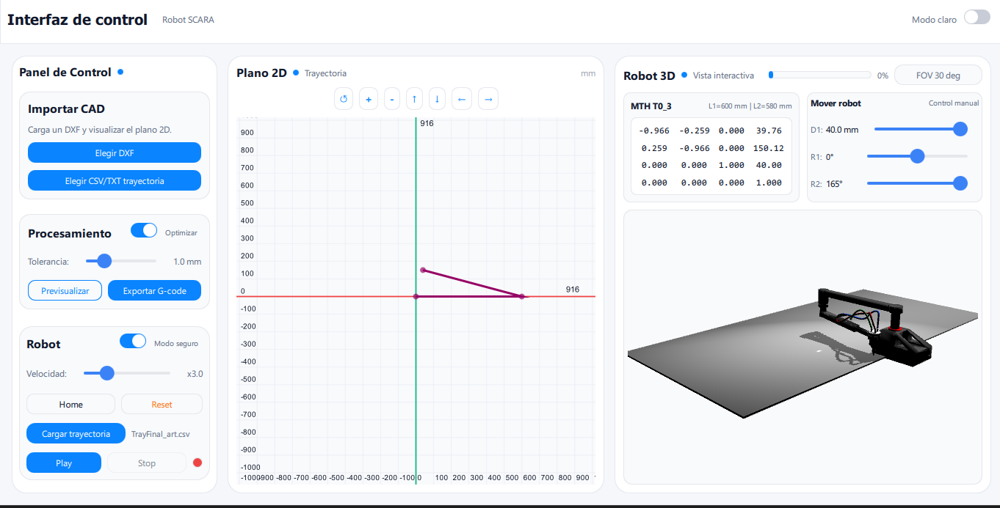 Interfaz de control Robot SCARA Modo claro
Panel de Control
Importar CAD
Carga un DXF y visualizar el plano 2D.
Elegir DXF
Elegir CSV/TXT trayectoria
Procesamiento Optimizar
Tolerancia: 1.0 mm
Previsualizar Exportar G-code
Robot Modo seguro
Velocidad: x3.0
Home Reset
Cargar trayectoria TrayFinal_art.csv
Play Stop
Plano 2D Trayectoria mm
↺ + - ↑ ↓ ← →
916
900
800
700
600
500
400
300
200
100
916
0
-100
-200
-300
-400
-500
-600
-700
-800
-900
-1000
-1000 -900 -800 -700 -600 -500 -400 -300 -200 -100 0 100 200 300 400 500 600 700 800 900
Robot 3D Vista interactiva 0% FOV 30 deg
MTH T0_3 L1=600 mm | L2=580 mm
-0.966 -0.259 0.000 39.76
0.259 -0.966 0.000 150.12
0.000 0.000 1.000 40.00
0.000 0.000 0.000 1.000
Mover robot Control manual
D1: 40.0 mm
R1: 0°
R2: 165°